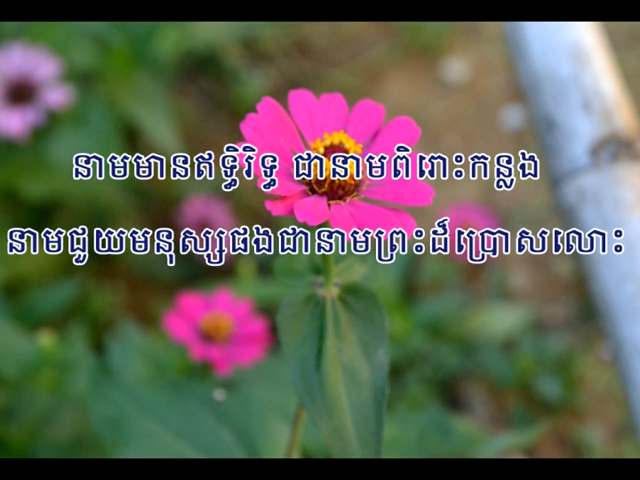 នាមមានឥទ្ធិរិទ្ធ ជានាមពិរោះកន្លង
នាមជួយមនុស្សផងជានាមព្រះដ៏ប្រោសលោះ